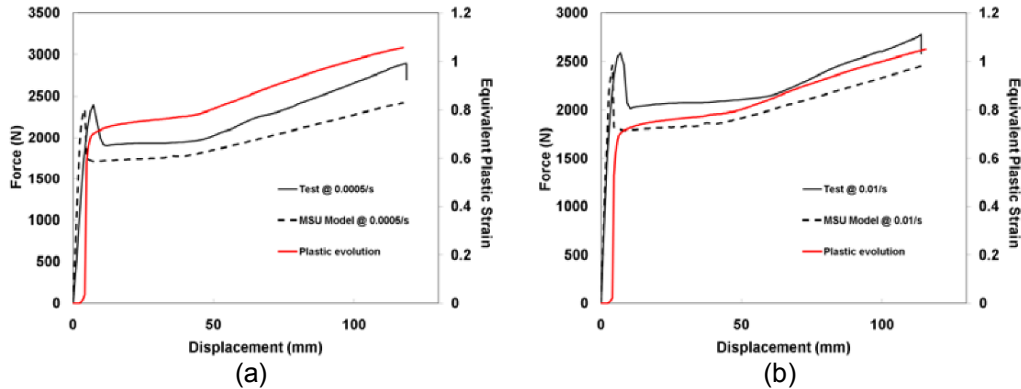 3500
3000
2500
2000
1500
1000
500
0
Force (N)
0
50
100
Displacement (mm)
1.2
1
0.8
0.6
0.4
0.2
0
Equivalent Plastic Strain
Test @ 0.0005/s
MSU Model @ 0.0005/s
Plastic evolution
(a)
3000
2500
2000
1500
1000
500
0
Force (N)
0
50
100
Displacement (mm)
1.2
1
0.8
0.6
0.4
0.2
0
Equivalent Plastic Strain
Test @ 0.01/s
MSU Model @ 0.01/s
Plastic evolution
(b)